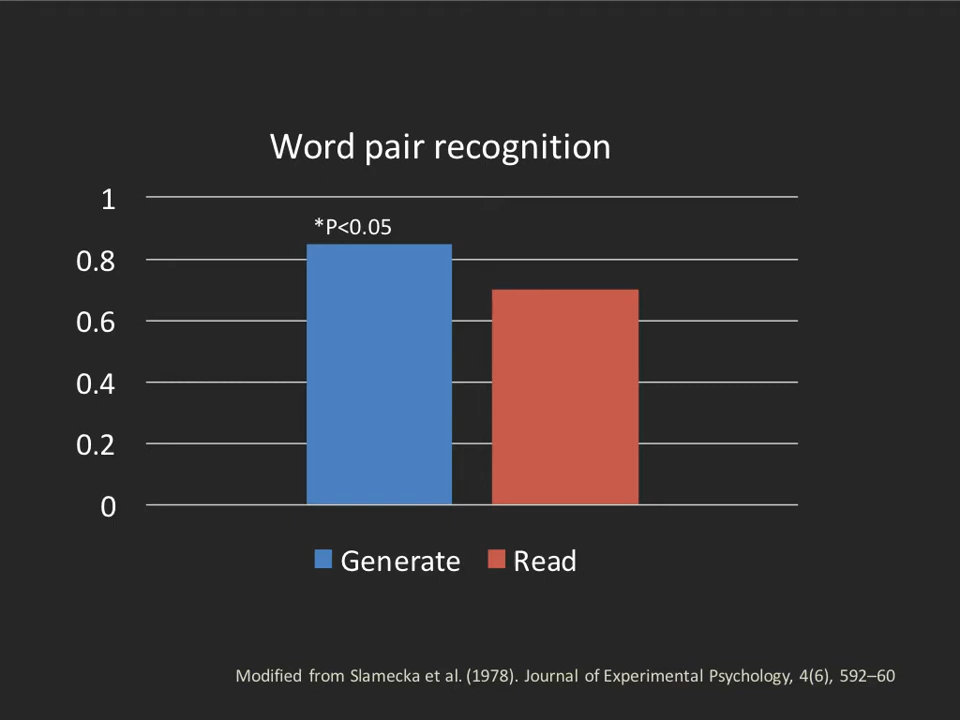 Word pair recognition
1
*P<0.05
0.8
0.6
0.4
0.2
0
Generate Read
Modified from Slamecka et al. (1978). Journal of Experimental Psychology, 4(6), 592–60